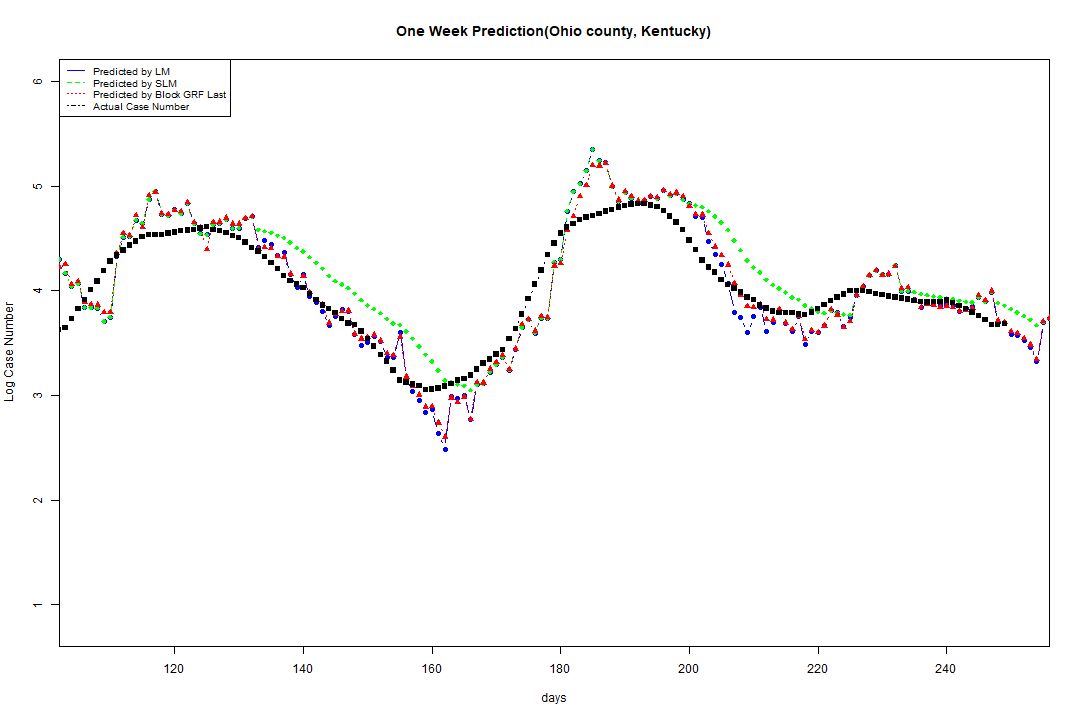 One Week Prediction(Ohio county, Kentucky)
Predicted by LM
Predicted by SLM
Predicted by Block GRF Last
Actual Case Number
Log Case Number
6
5
4
3
2
1
120 140 160 180 200 220 240
days